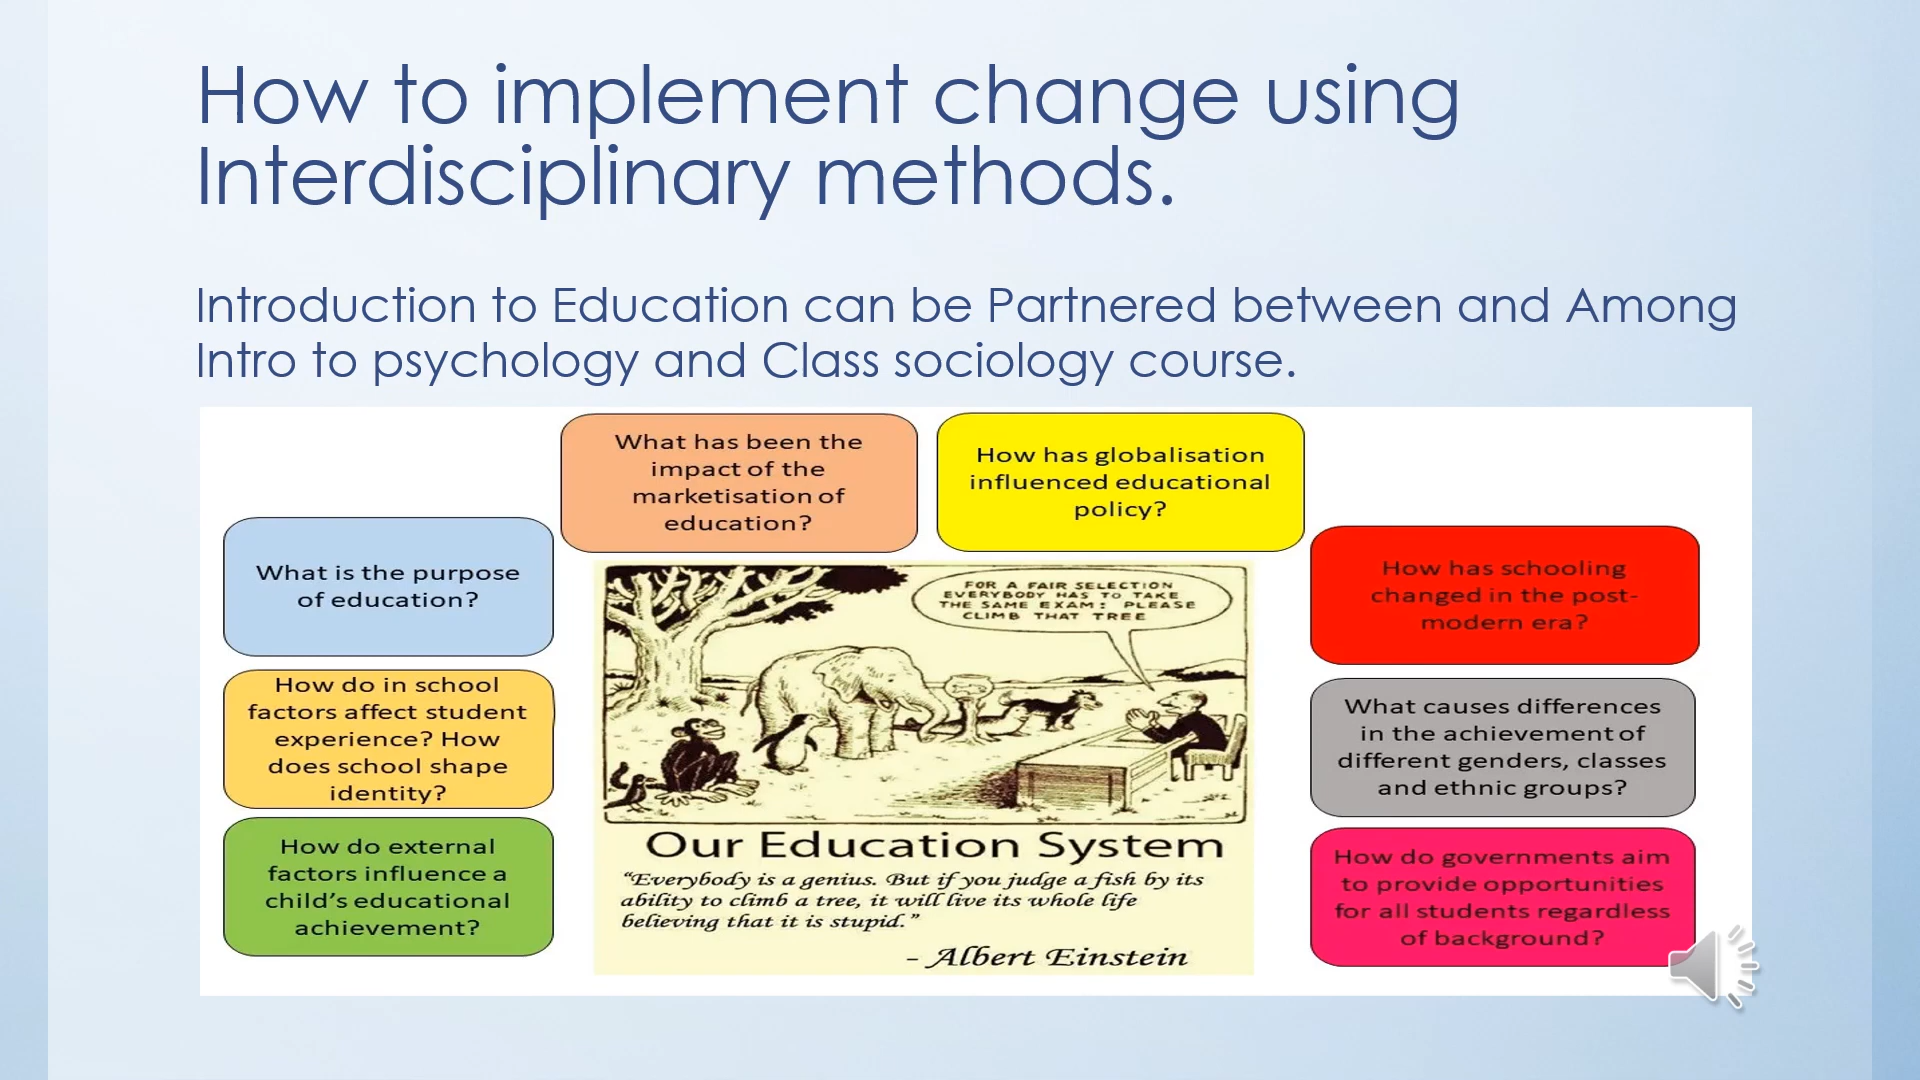 How to implement change using
Interdisciplinary methods.
Introduction to Education can be Partnered between and Among
Intro to psychology and Class sociology course.
What has been the
impact of the
marketisation of
education?
How has globalisation
influenced educational
policy?
What is the purpose
of education?
How has schooling
changed in the post-
modern era?
How do in school
factors affect student
experience? How
does school shape
identity?
What causes differences
in the achievement of
different genders, classes
and ethnic groups?
How do external
factors influence a
child’s educational
achievement?
How do governments aim
to provide opportunities
for all students regardless
of background?
FOR A FAIR SELECTION
EVERYBODY HAS TO TAKE
THE SAME EXAM: PLEASE
CLIMB THAT TREE
Our Education System
“Everybody is a genius. But if you judge a fish by its
ability to climb a tree, it will live its whole life
believing that it is stupid.”
- Albert Einstein